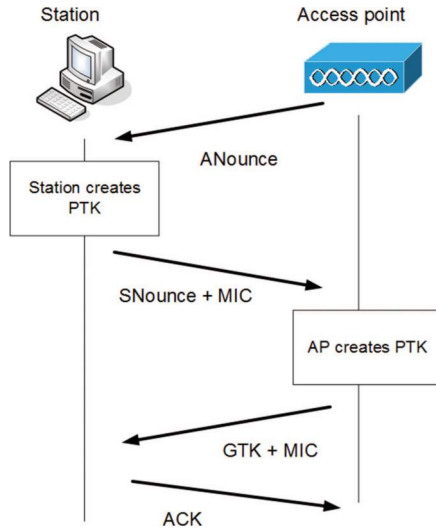 Station
Access point
ANounce
Station creates
PTK
SNounce + MIC
AP creates PTK
GTK + MIC
ACK